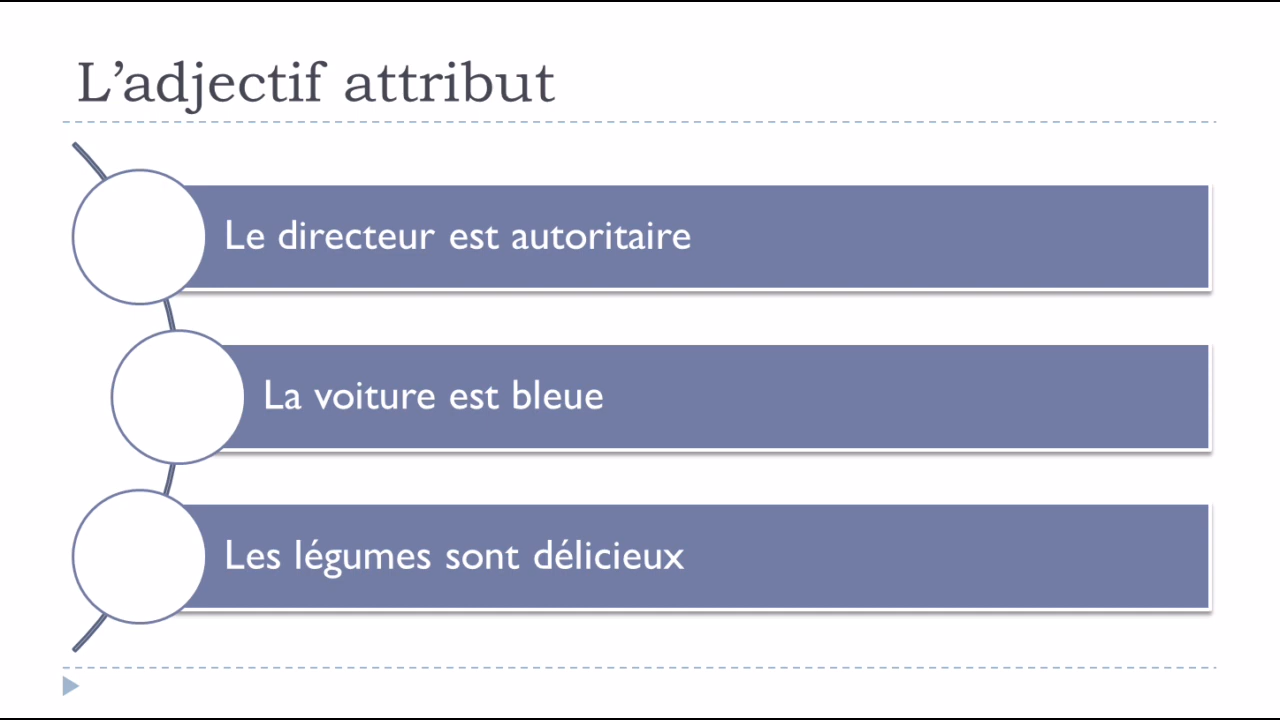 L’adjectif attribut
Le directeur est autoritaire
La voiture est bleue
Les légumes sont délicieux